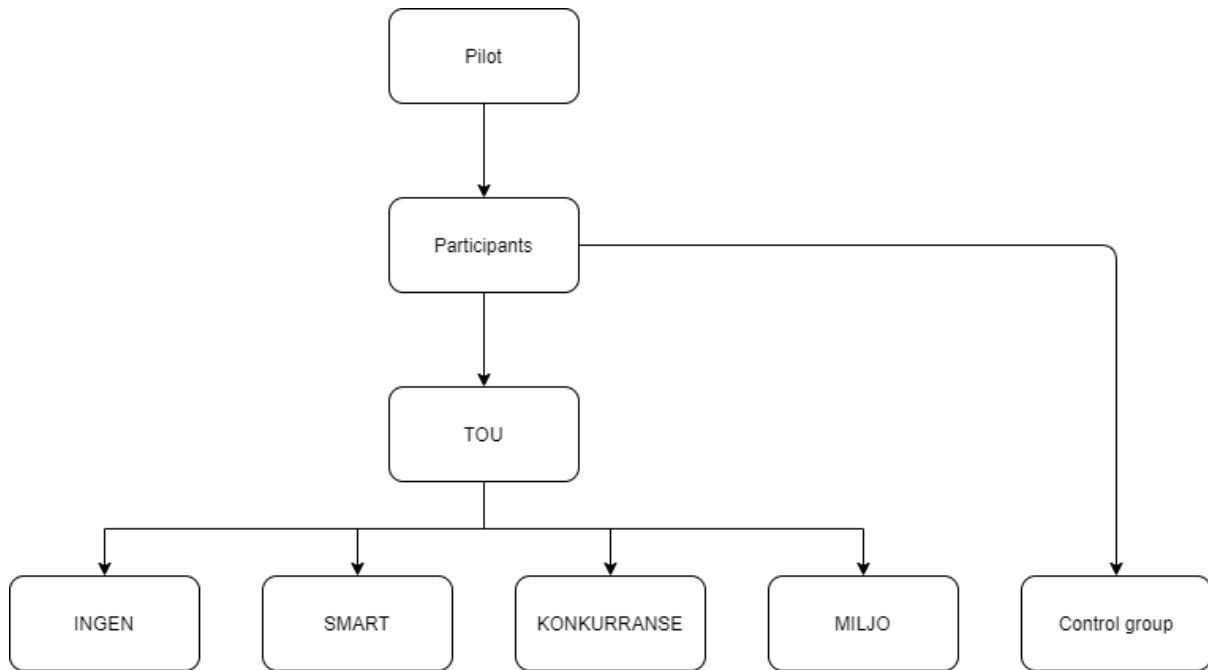 Pilot
Participants
TOU
INGEN
SMART
KONKURRANSE
MILJO
Control group